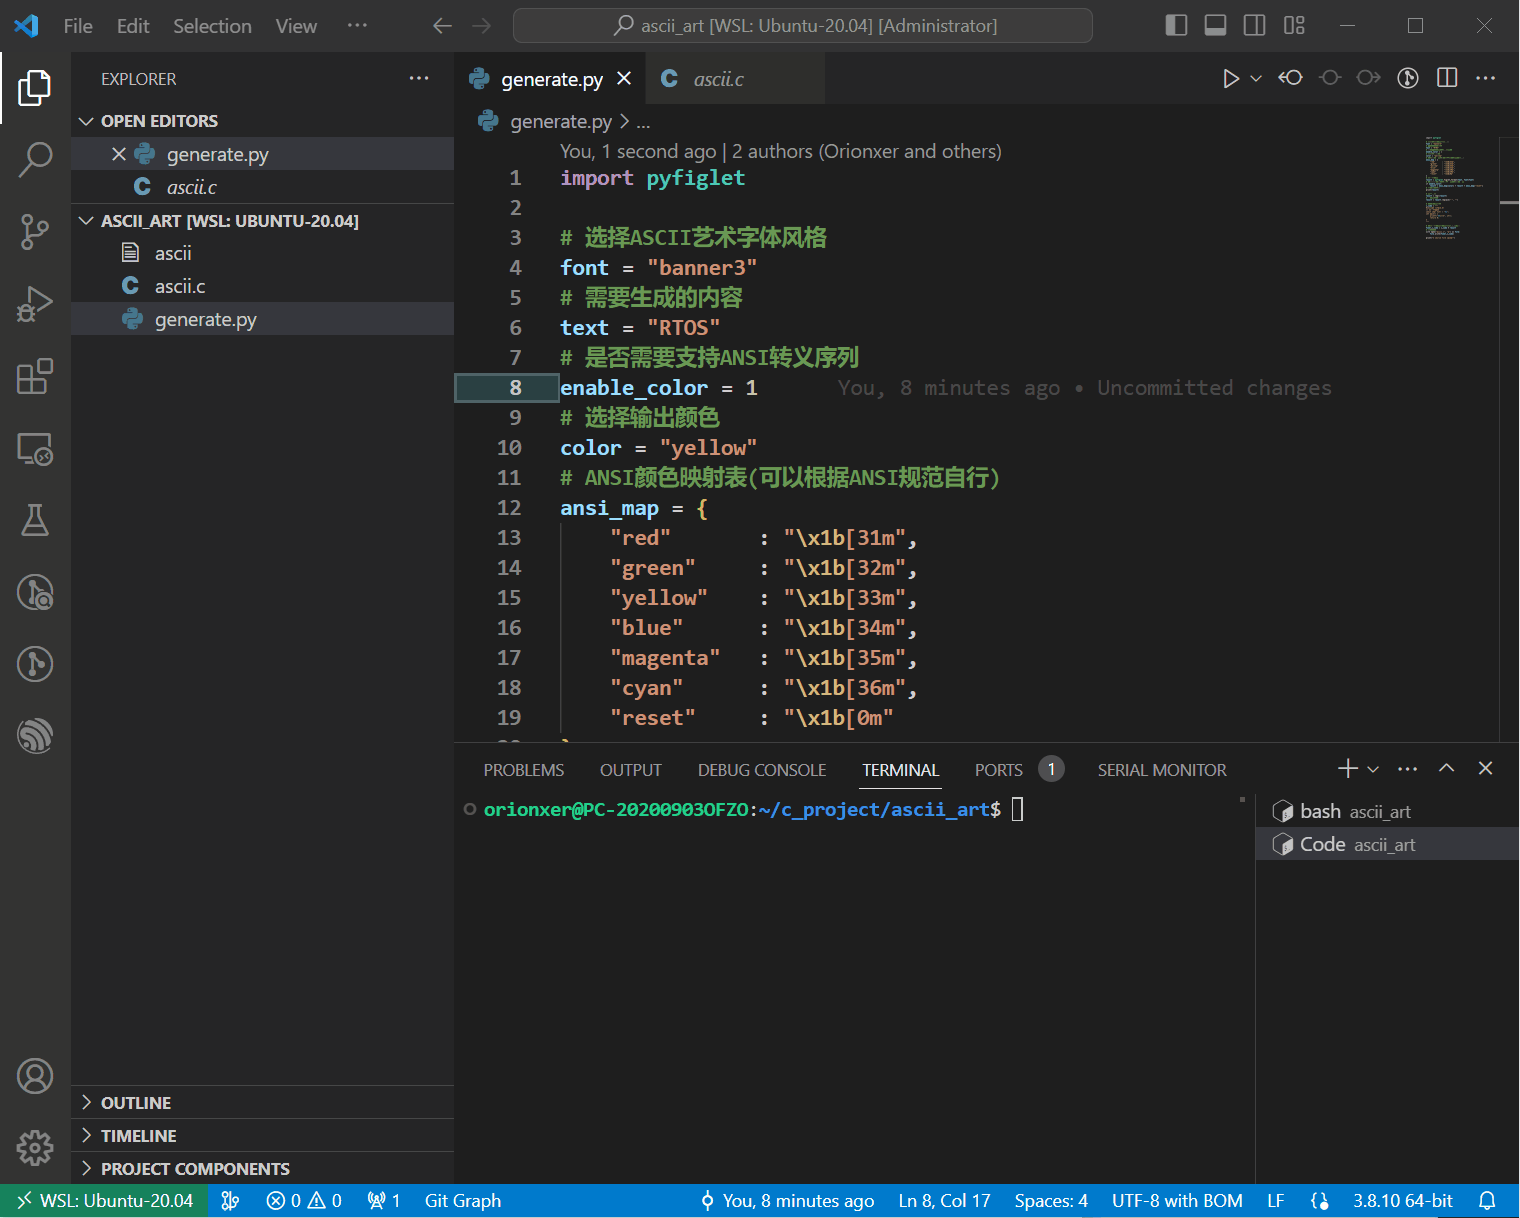 File Edit Selection View ···
ascii_art [WSL: Ubuntu-20.04] [Administrator]
EXPLORER
OPEN EDITORS
generate.py
ascii.c
ASCII_ART [WSL: UBUNTU-20.04]
ascii
ascii.c
generate.py
OUTLINE
TIMELINE
PROJECT COMPONENTS
generate.py
ascii.c
generate.py > ...
You, 1 second ago | 2 authors (Orionxer and others)
1 import pyfiglet
2
3 # 选择ASCII艺术字体风格
4 font = "banner3"
5 # 需要生成的内容
6 text = "RTOS"
7 # 是否需要支持ANSI转义序列
8 enable_color = 1 You, 8 minutes ago • Uncommitted changes
9 # 选择输出颜色
10 color = "yellow"
11 # ANSI颜色映射表(可以根据ANSI规范自行)
12 ansi_map = {
13 "red" : "\x1b[31m",
14 "green" : "\x1b[32m",
15 "yellow" : "\x1b[33m",
16 "blue" : "\x1b[34m",
17 "magenta" : "\x1b[35m",
18 "cyan" : "\x1b[36m",
19 "reset" : "\x1b[0m"
PROBLEMS OUTPUT DEBUG CONSOLE TERMINAL PORTS 1 SERIAL MONITOR
orionxer@PC-20200903OFZO:~/c_project/ascii_art$
bash ascii_art
Code ascii_art
WSL: Ubuntu-20.04 0 0 1 Git Graph You, 8 minutes ago Ln 8, Col 17 Spaces: 4 UTF-8 with BOM LF 3.8.10 64-bit